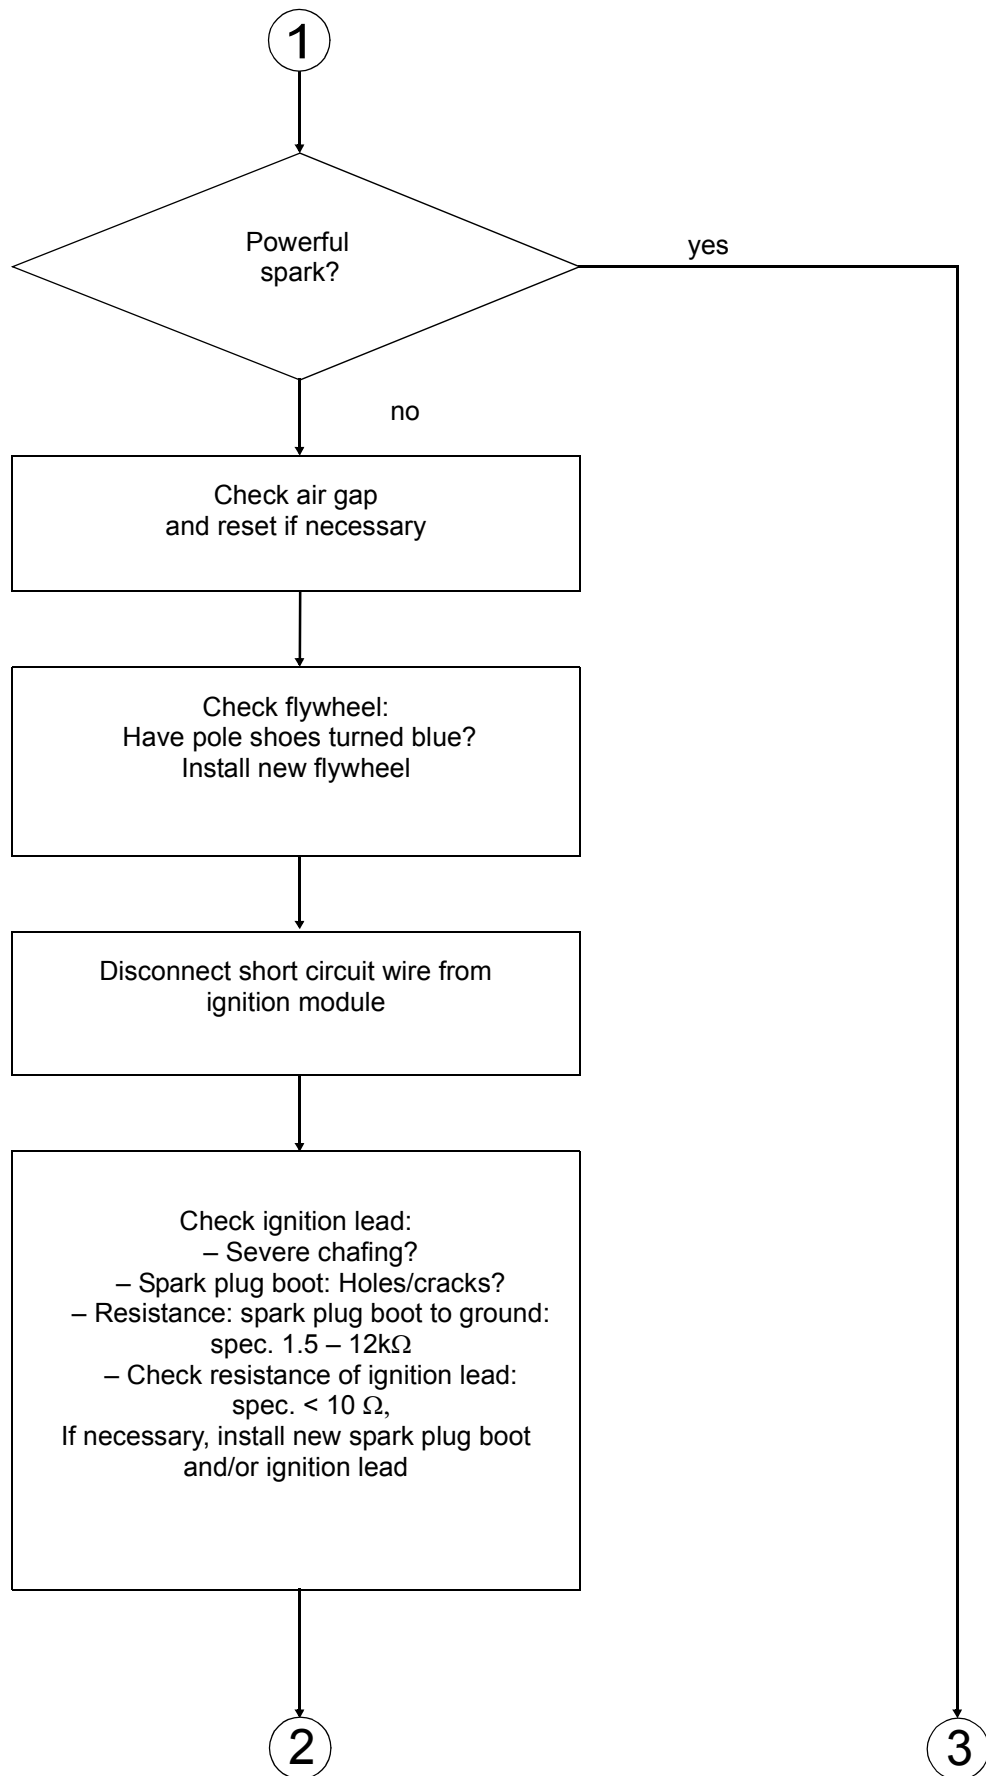 1
Powerful
spark?
yes
no
Check air gap
and reset if necessary
Check flywheel:
Have pole shoes turned blue?
Install new flywheel
Disconnect short circuit wire from
ignition module
Check ignition lead:
– Severe chafing?
– Spark plug boot: Holes/cracks?
– Resistance: spark plug boot to ground:
spec. 1.5 – 12kΩ
– Check resistance of ignition lead:
spec. < 10 Ω,
If necessary, install new spark plug boot
and/or ignition lead
2
3